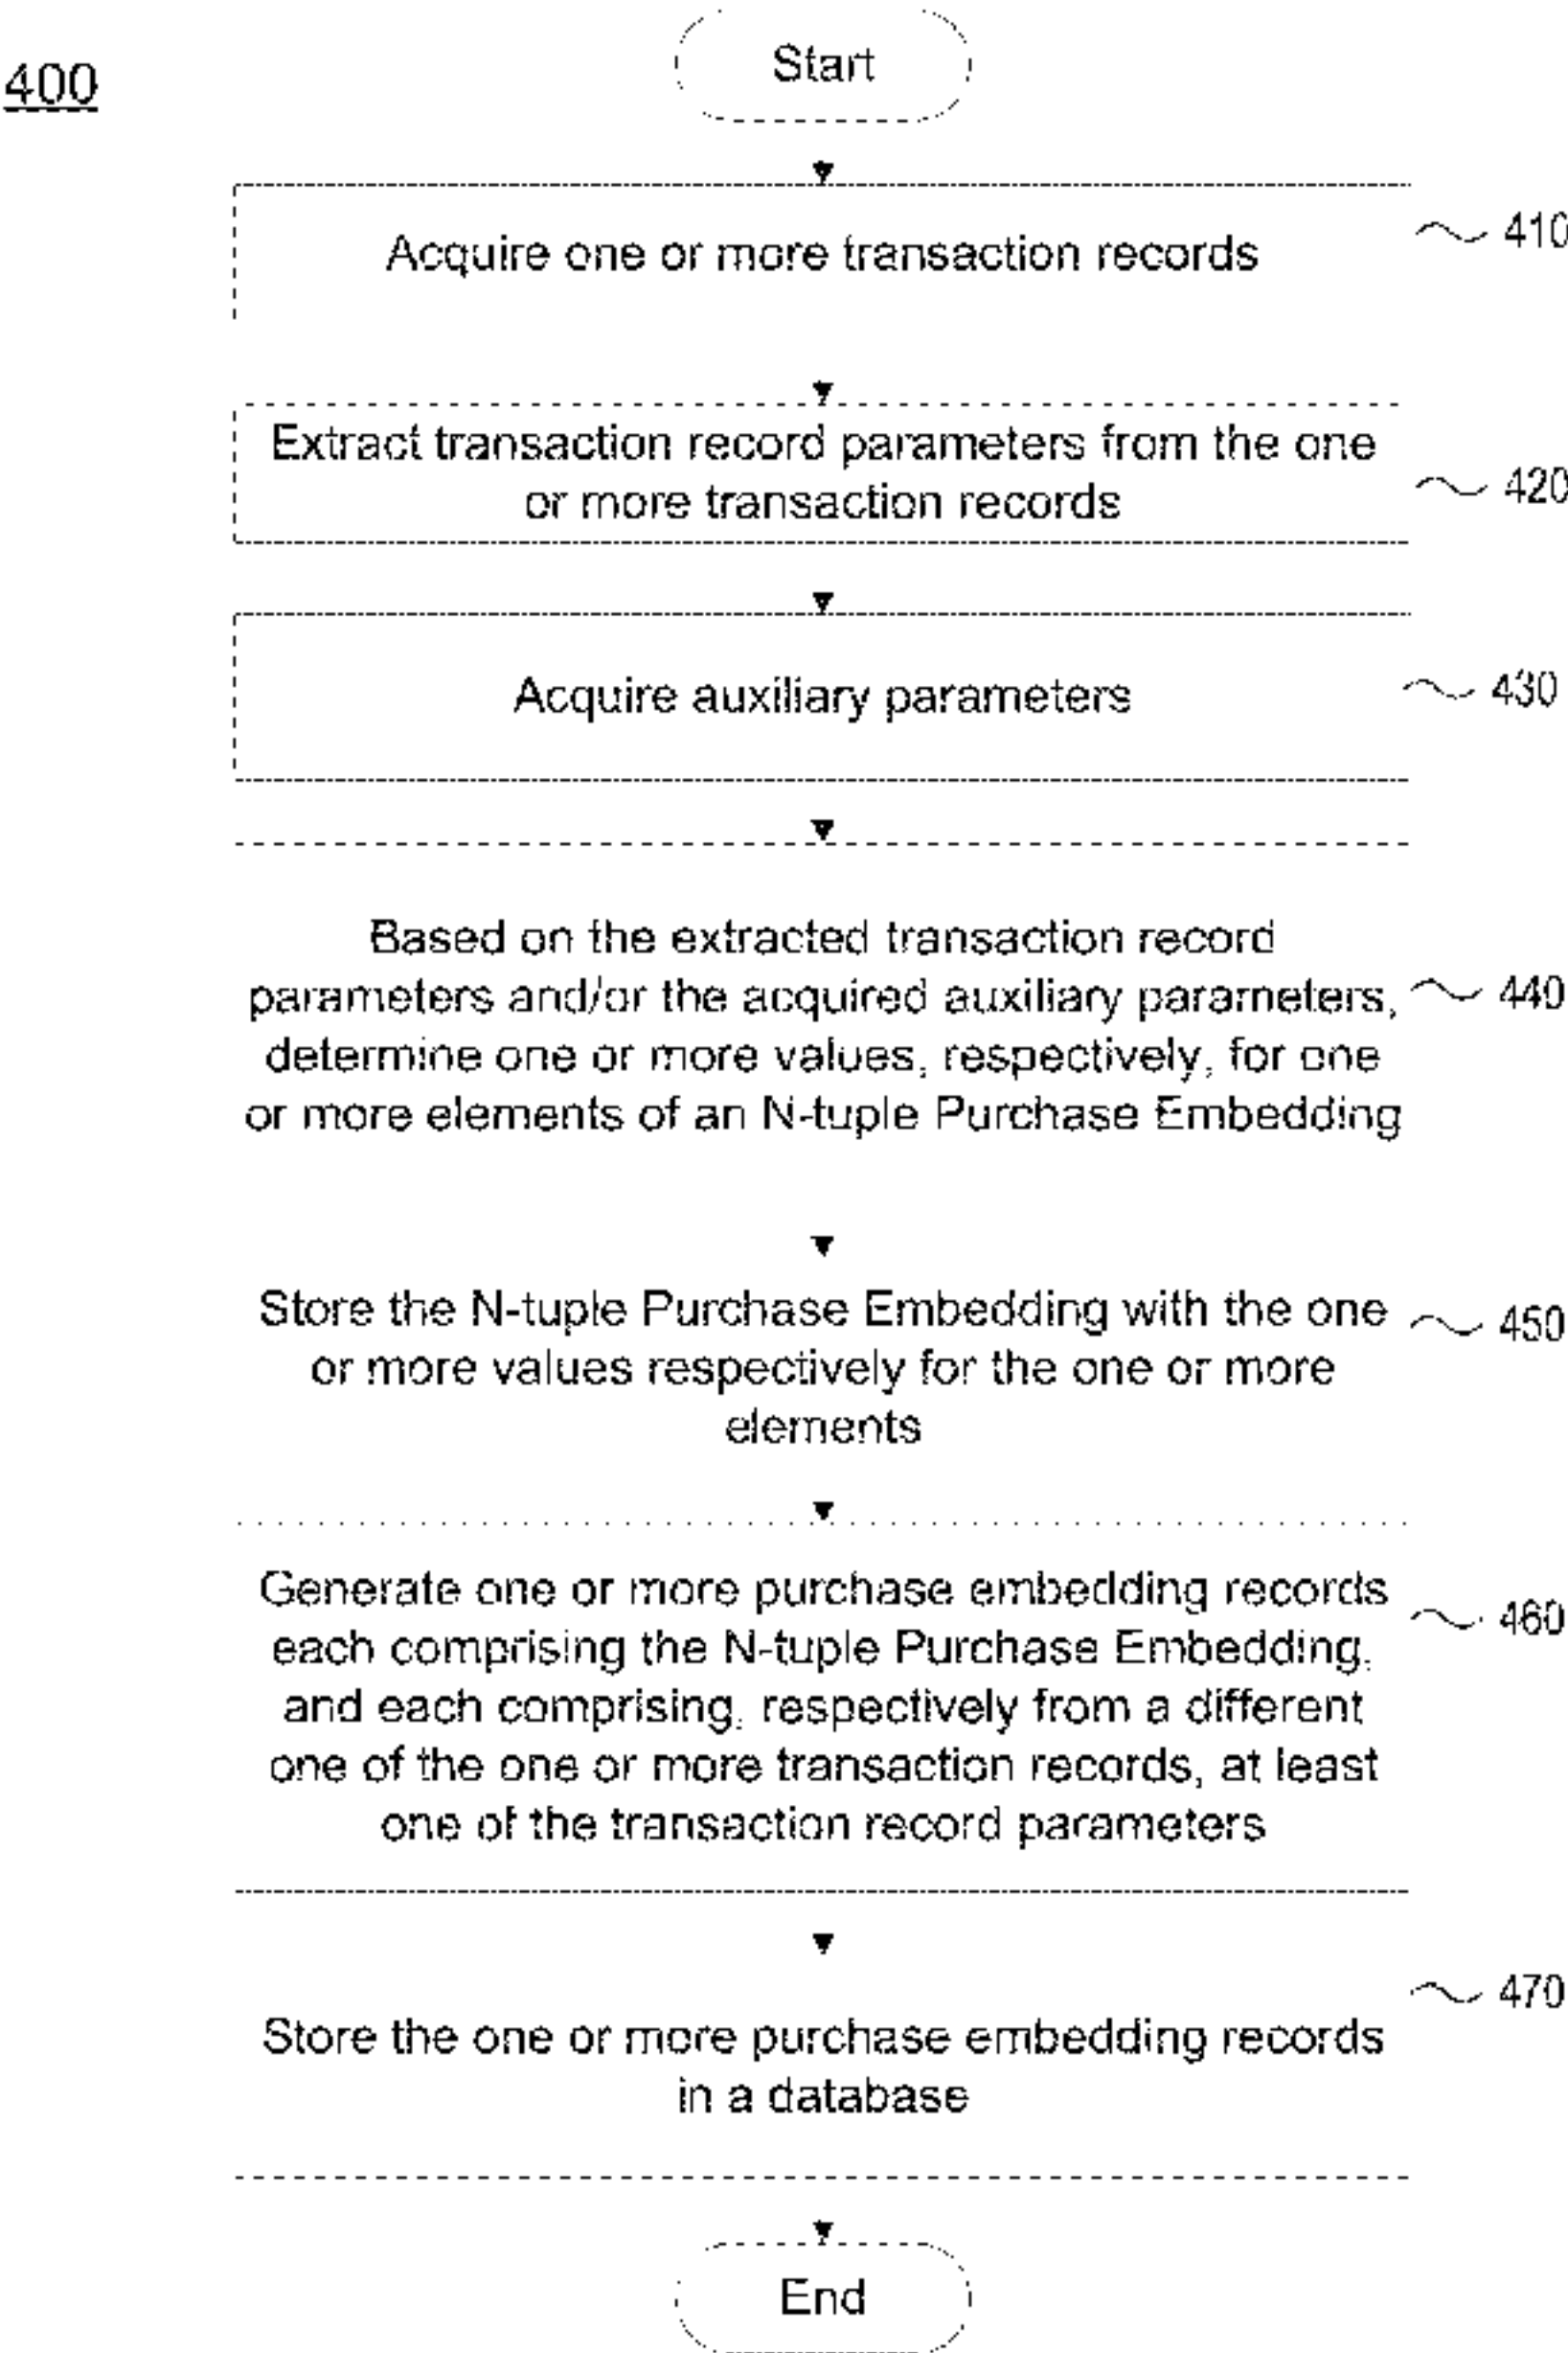 400
Start
Acquire one or more transaction records
410
Extract transaction record parameters from the one
or more transaction records
420
Acquire auxiliary parameters
430
Based on the extracted transaction record
parameters and/or the acquired auxiliary parameters,
determine one or more values, respectively, for one
or more elements of an N-tuple Purchase Embedding
440
Store the N-tuple Purchase Embedding with the one
or more values respectively for the one or more
elements
450
Generate one or more purchase embedding records
each comprising the N-tuple Purchase Embedding,
and each comprising, respectively from a different
one of the one or more transaction records, at least
one of the transaction record parameters
460
Store the one or more purchase embedding records
in a database
470
End